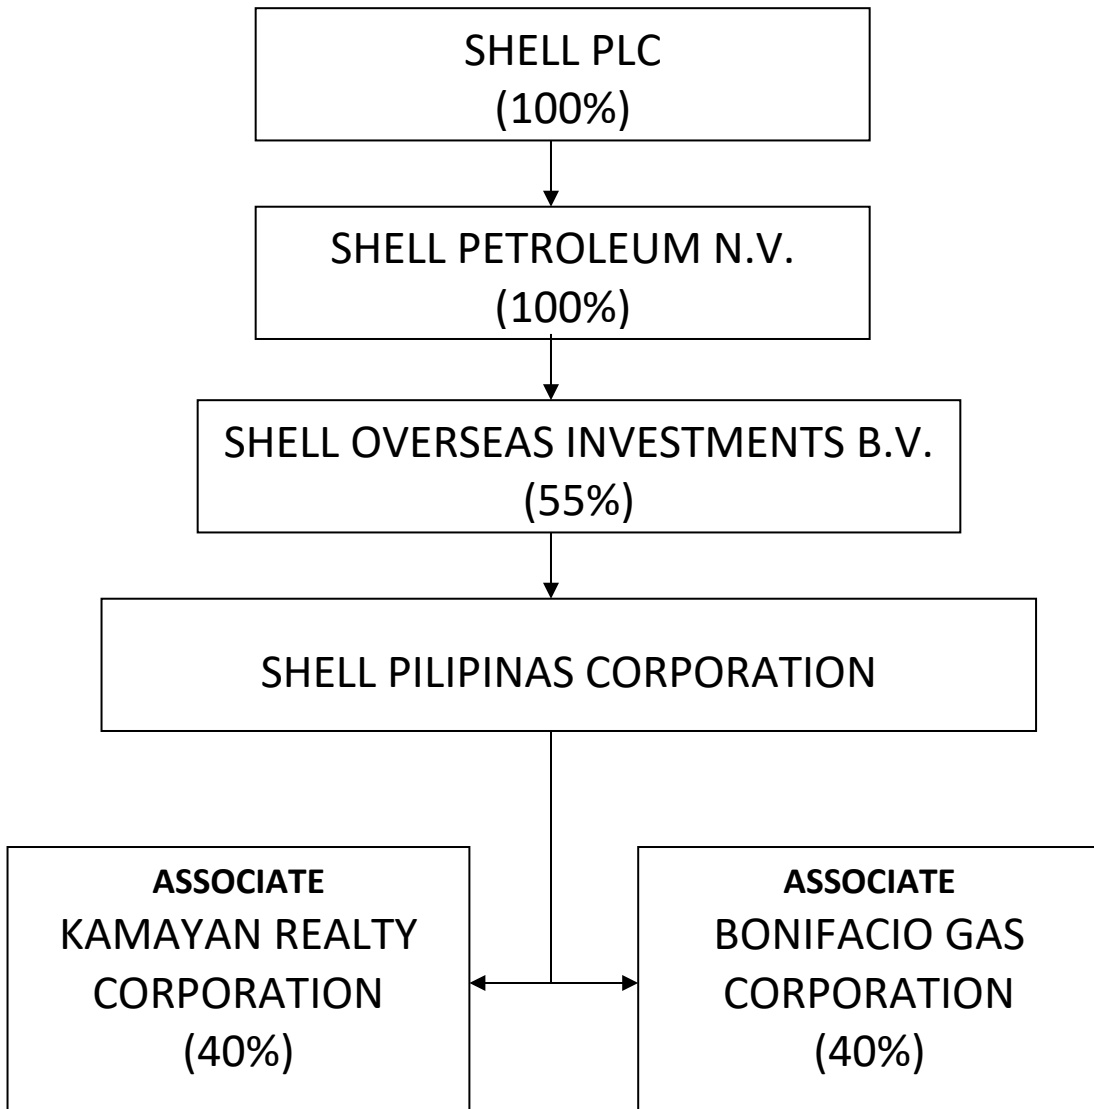 SHELL PLC
(100%)
SHELL PETROLEUM N.V.
(100%)
SHELL OVERSEAS INVESTMENTS B.V.
(55%)
SHELL PILIPINAS CORPORATION
ASSOCIATE
KAMAYAN REALTY
CORPORATION
(40%)
ASSOCIATE
BONIFACIO GAS
CORPORATION
(40%)